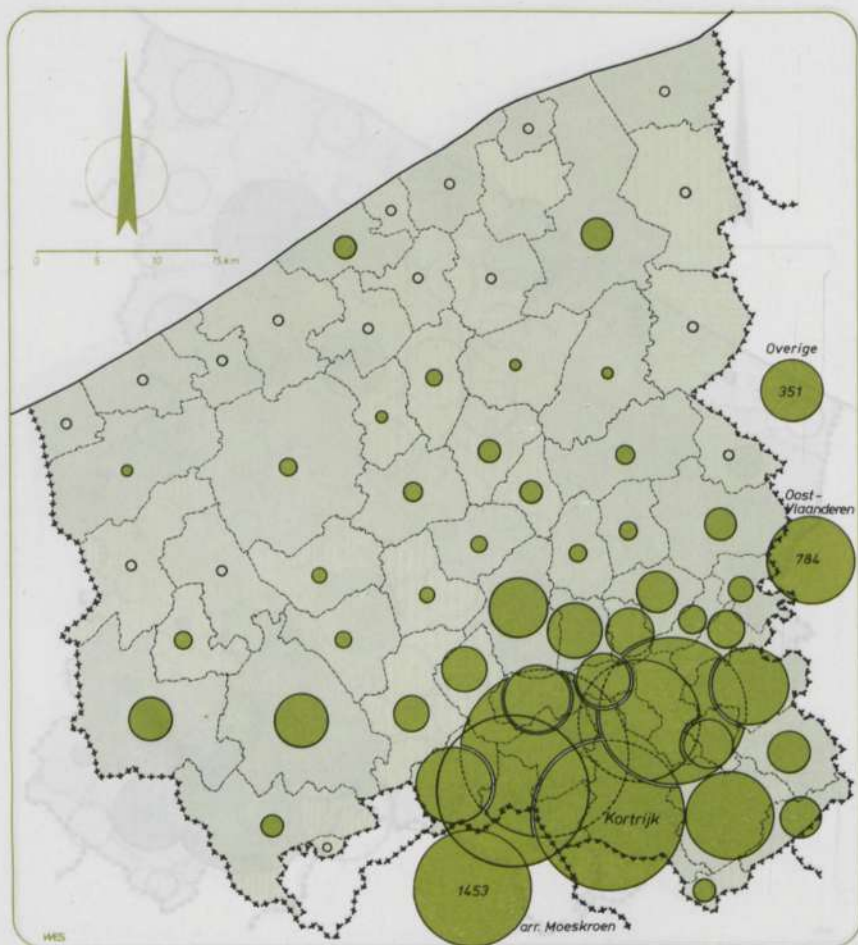 0 5 10 15 km
Overige
351
Oost-
Vlaanderen
784
Kortrijk
1453
arr. Moeskroen
WES